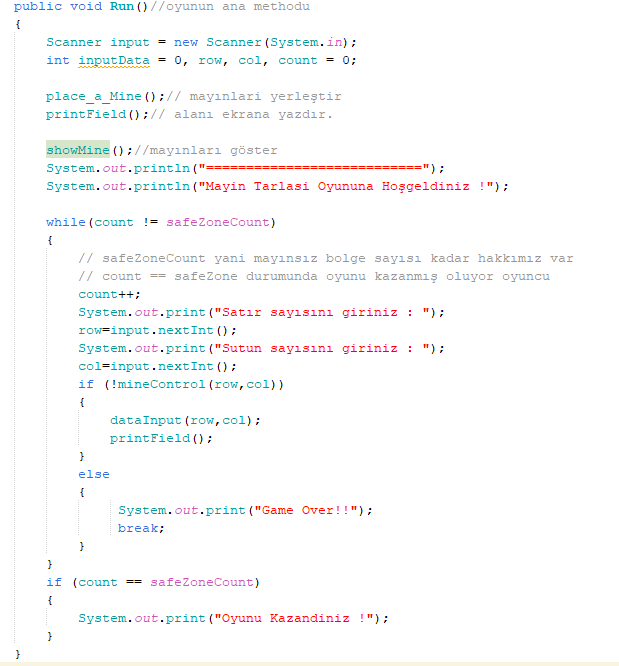 public void Run()//oyunun ana methodu
{
    Scanner input = new Scanner(System.in);
    int inputData = 0, row, col, count = 0;

    place_a_Mine();// mayınlari yerleştir
    printField();// alanı ekrana yazdır.

    showMine();//mayınları göster
    System.out.println("===========================");
    System.out.println("Mayin Tarlasi Oyununa Hoşgeldiniz !");

    while(count != safeZoneCount)
    {
        // safeZoneCount yani mayınsız bolge sayısı kadar hakkımız var
        // count == safeZone durumunda oyunu kazanmış oluyor oyuncu
        count++;
        System.out.print("Satır sayısını giriniz : ");
        row=input.nextInt();
        System.out.print("Sutun sayısını giriniz : ");
        col=input.nextInt();
        if (!mineControl(row,col))
        {
            dataInput(row,col);
            printField();
        }
        else
        {
             System.out.print("Game Over!!");
             break;
        }
    }
    if (count == safeZoneCount)
    {
        System.out.print("Oyunu Kazandiniz !");
    }
}